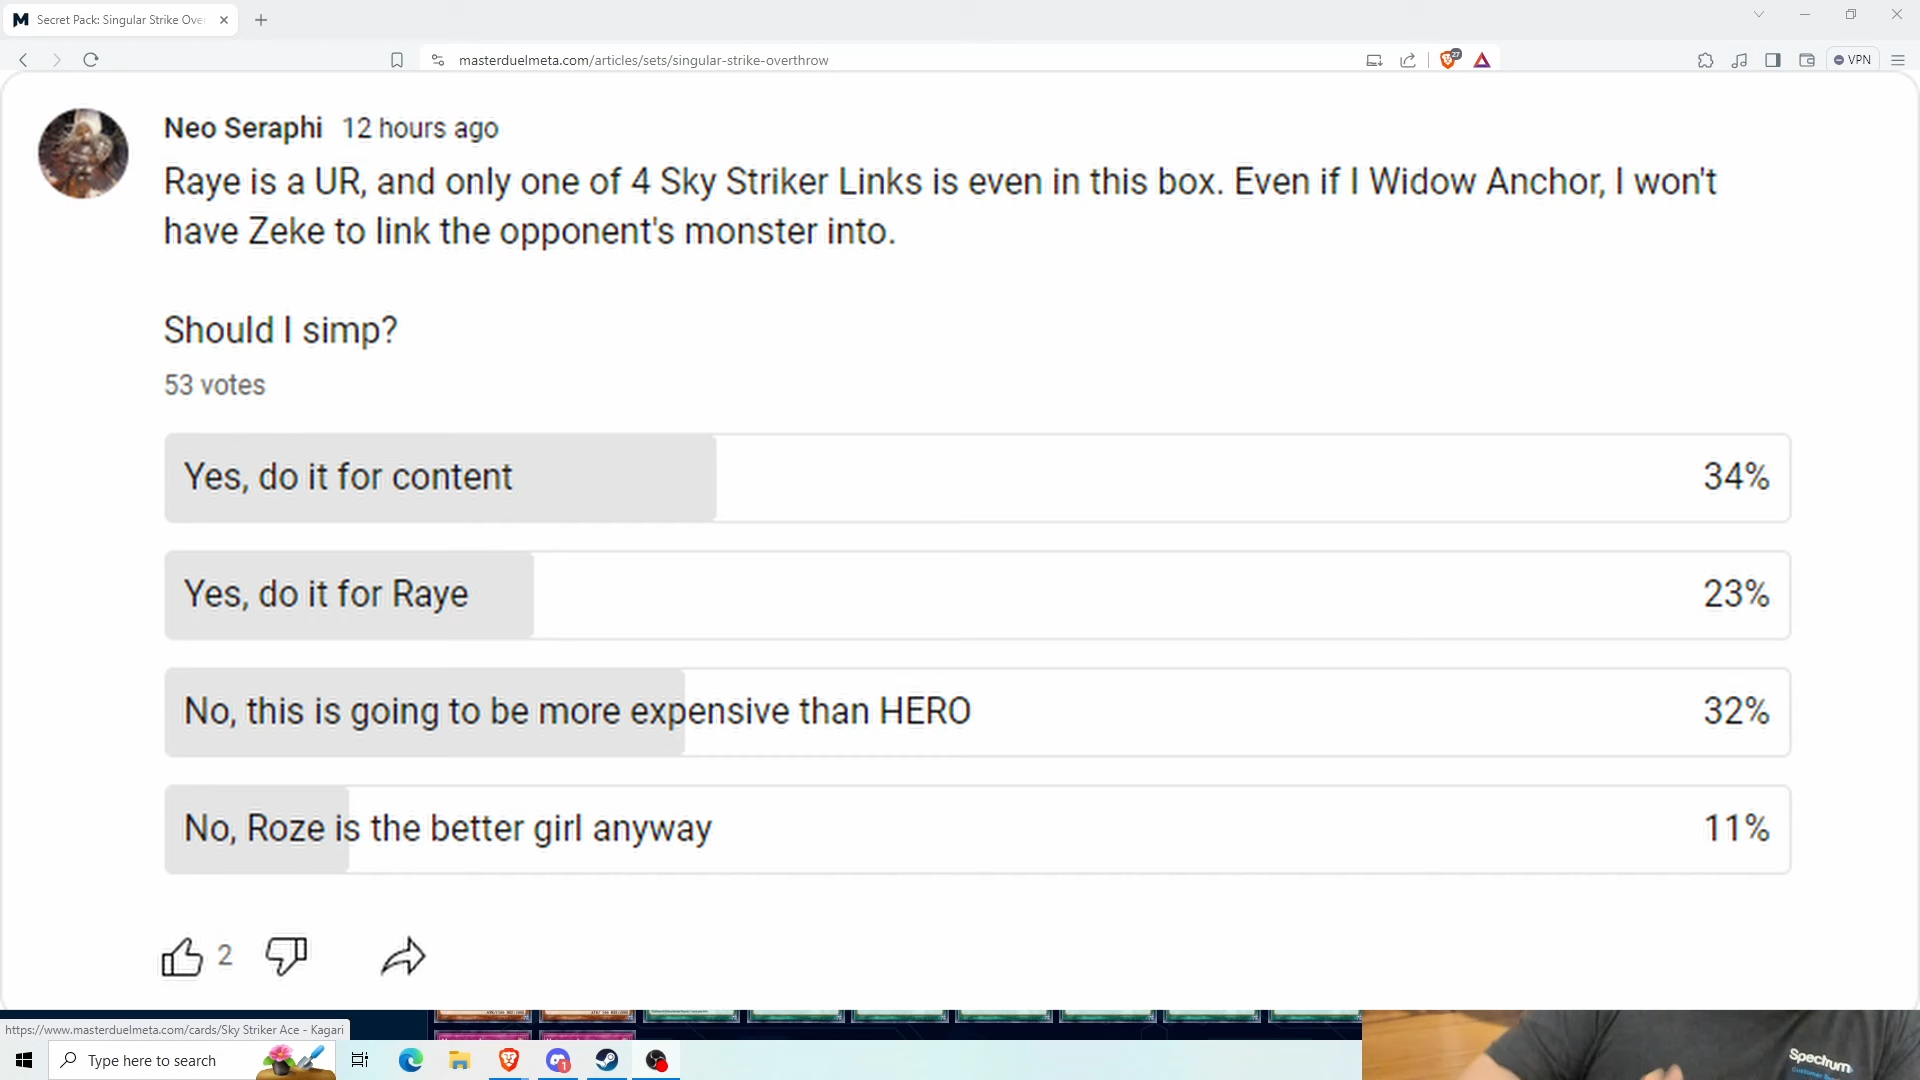 Secret Pack: Singular Strike Over
masterduelmeta.com/articles/sets/singular-strike-overthrow
27
VPN
Neo Seraphi 12 hours ago
Raye is a UR, and only one of 4 Sky Striker Links is even in this box. Even if I Widow Anchor, I won't
have Zeke to link the opponent's monster into.
Should I simp?
53 votes
Yes, do it for content 34%
Yes, do it for Raye 23%
No, this is going to be more expensive than HERO 32%
No, Roze is the better girl anyway 11%
2
https://www.masterduelmeta.com/cards/Sky Striker Ace - Kagari
Type here to search
1
Spectrum